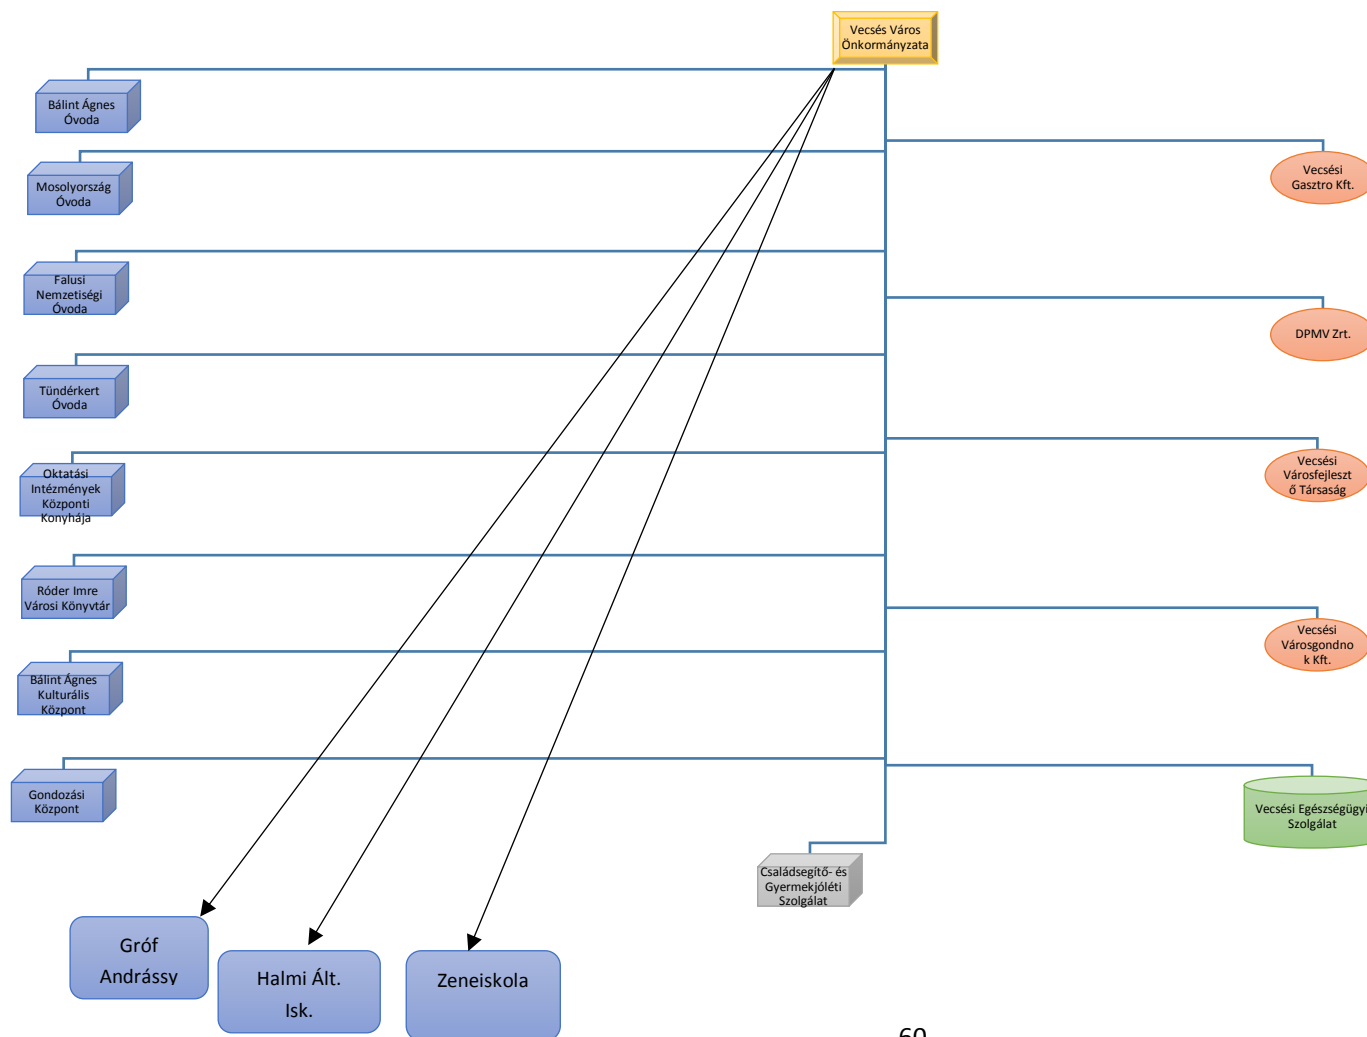 Vecsés Város
Önkormányzata
Bálint Ágnes
Óvoda
Mosolyország
Óvoda
Falusi
Nemzetiségi
Óvoda
Tündérkert
Óvoda
Oktatási
Intézmények
Központi
Konyhája
Róder Imre
Városi Könyvtár
Bálint Ágnes
Kulturális
Központ
Gondozási
Központ
Vecsési
Gasztro Kft.
DPMV Zrt.
Vecsési
Városfejleszt
ő Társaság
Vecsési
Városgondno
k Kft.
Vecsési Egészségügyi
Szolgálat
Családsegítő- és
Gyermekjóléti
Szolgálat
Gróf
Andrássy
Halmi Ált.
Isk.
Zeneiskola
60